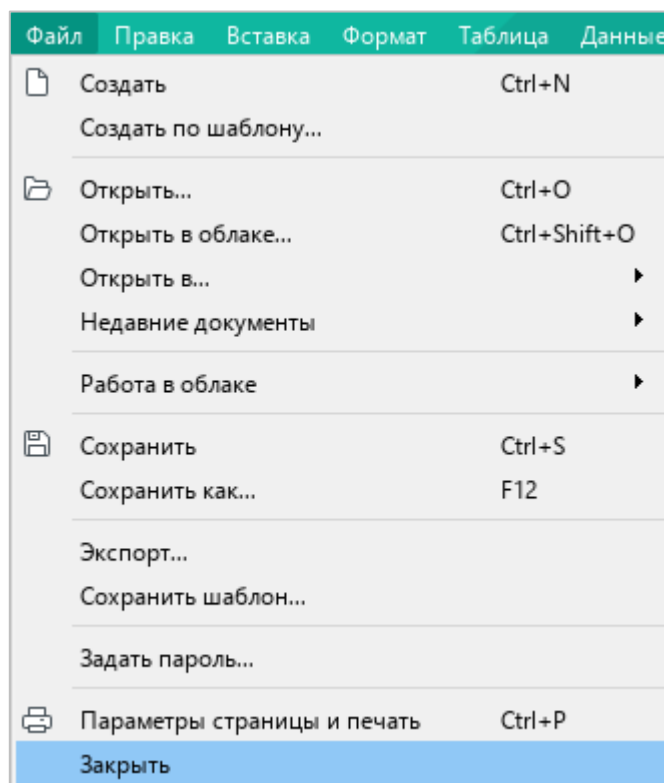 Файл Правка Вставка Формат Таблица Данные
Создать Ctrl+N
Создать по шаблону...
Открыть... Ctrl+O
Открыть в облаке... Ctrl+Shift+O
Открыть в...
Недавние документы
Работа в облаке
Сохранить Ctrl+S
Сохранить как... F12
Экспорт...
Сохранить шаблон...
Задать пароль...
Параметры страницы и печать Ctrl+P
Закрыть